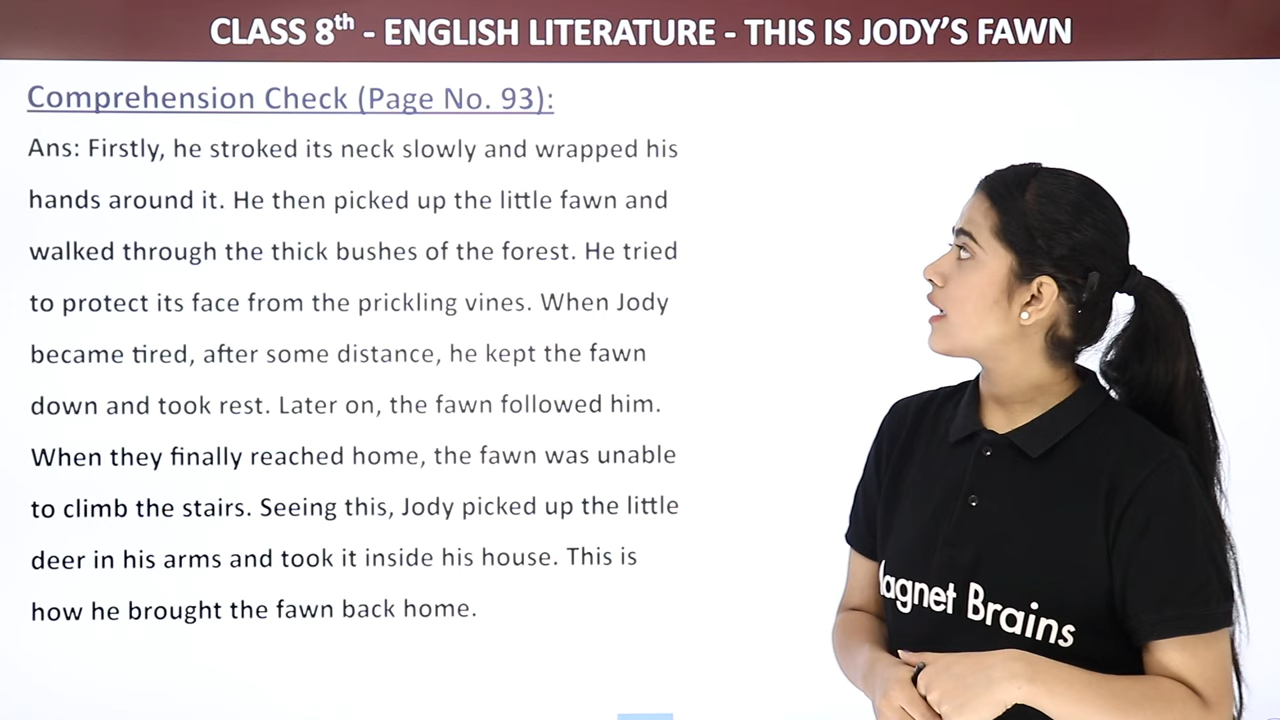 CLASS 8th - ENGLISH LITERATURE - THIS IS JODY'S FAWN
Comprehension Check (Page No. 93):
Ans: Firstly, he stroked its neck slowly and wrapped his
hands around it. He then picked up the little fawn and
walked through the thick bushes of the forest. He tried
to protect its face from the prickling vines. When Jody
became tired, after some distance, he kept the fawn
down and took rest. Later on, the fawn followed him.
When they finally reached home, the fawn was unable
to climb the stairs. Seeing this, Jody picked up the little
deer in his arms and took it inside his house. This is
how he brought the fawn back home.
Magnet Brains